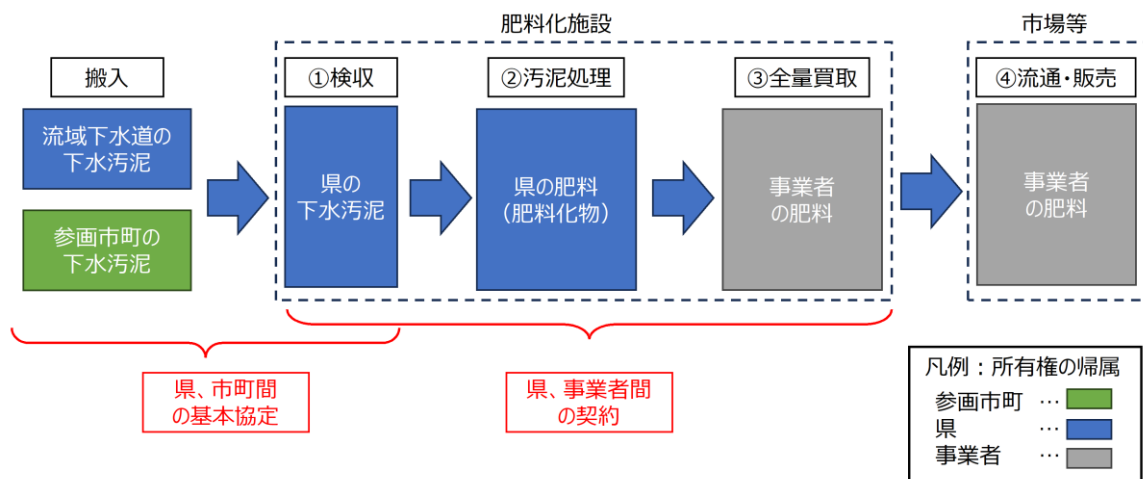 肥料化施設
市場等
搬入
①検収
②汚泥処理
③全量買取
④流通・販売
流域下水道の
下水汚泥
参画市町の
下水汚泥
県の
下水汚泥
県の肥料
(肥料化物)
事業者
の肥料
事業者
の肥料
県、市町間
の基本協定
県、事業者間
の契約
凡例：所有権の帰属
参画市町 …
県 …
事業者 …